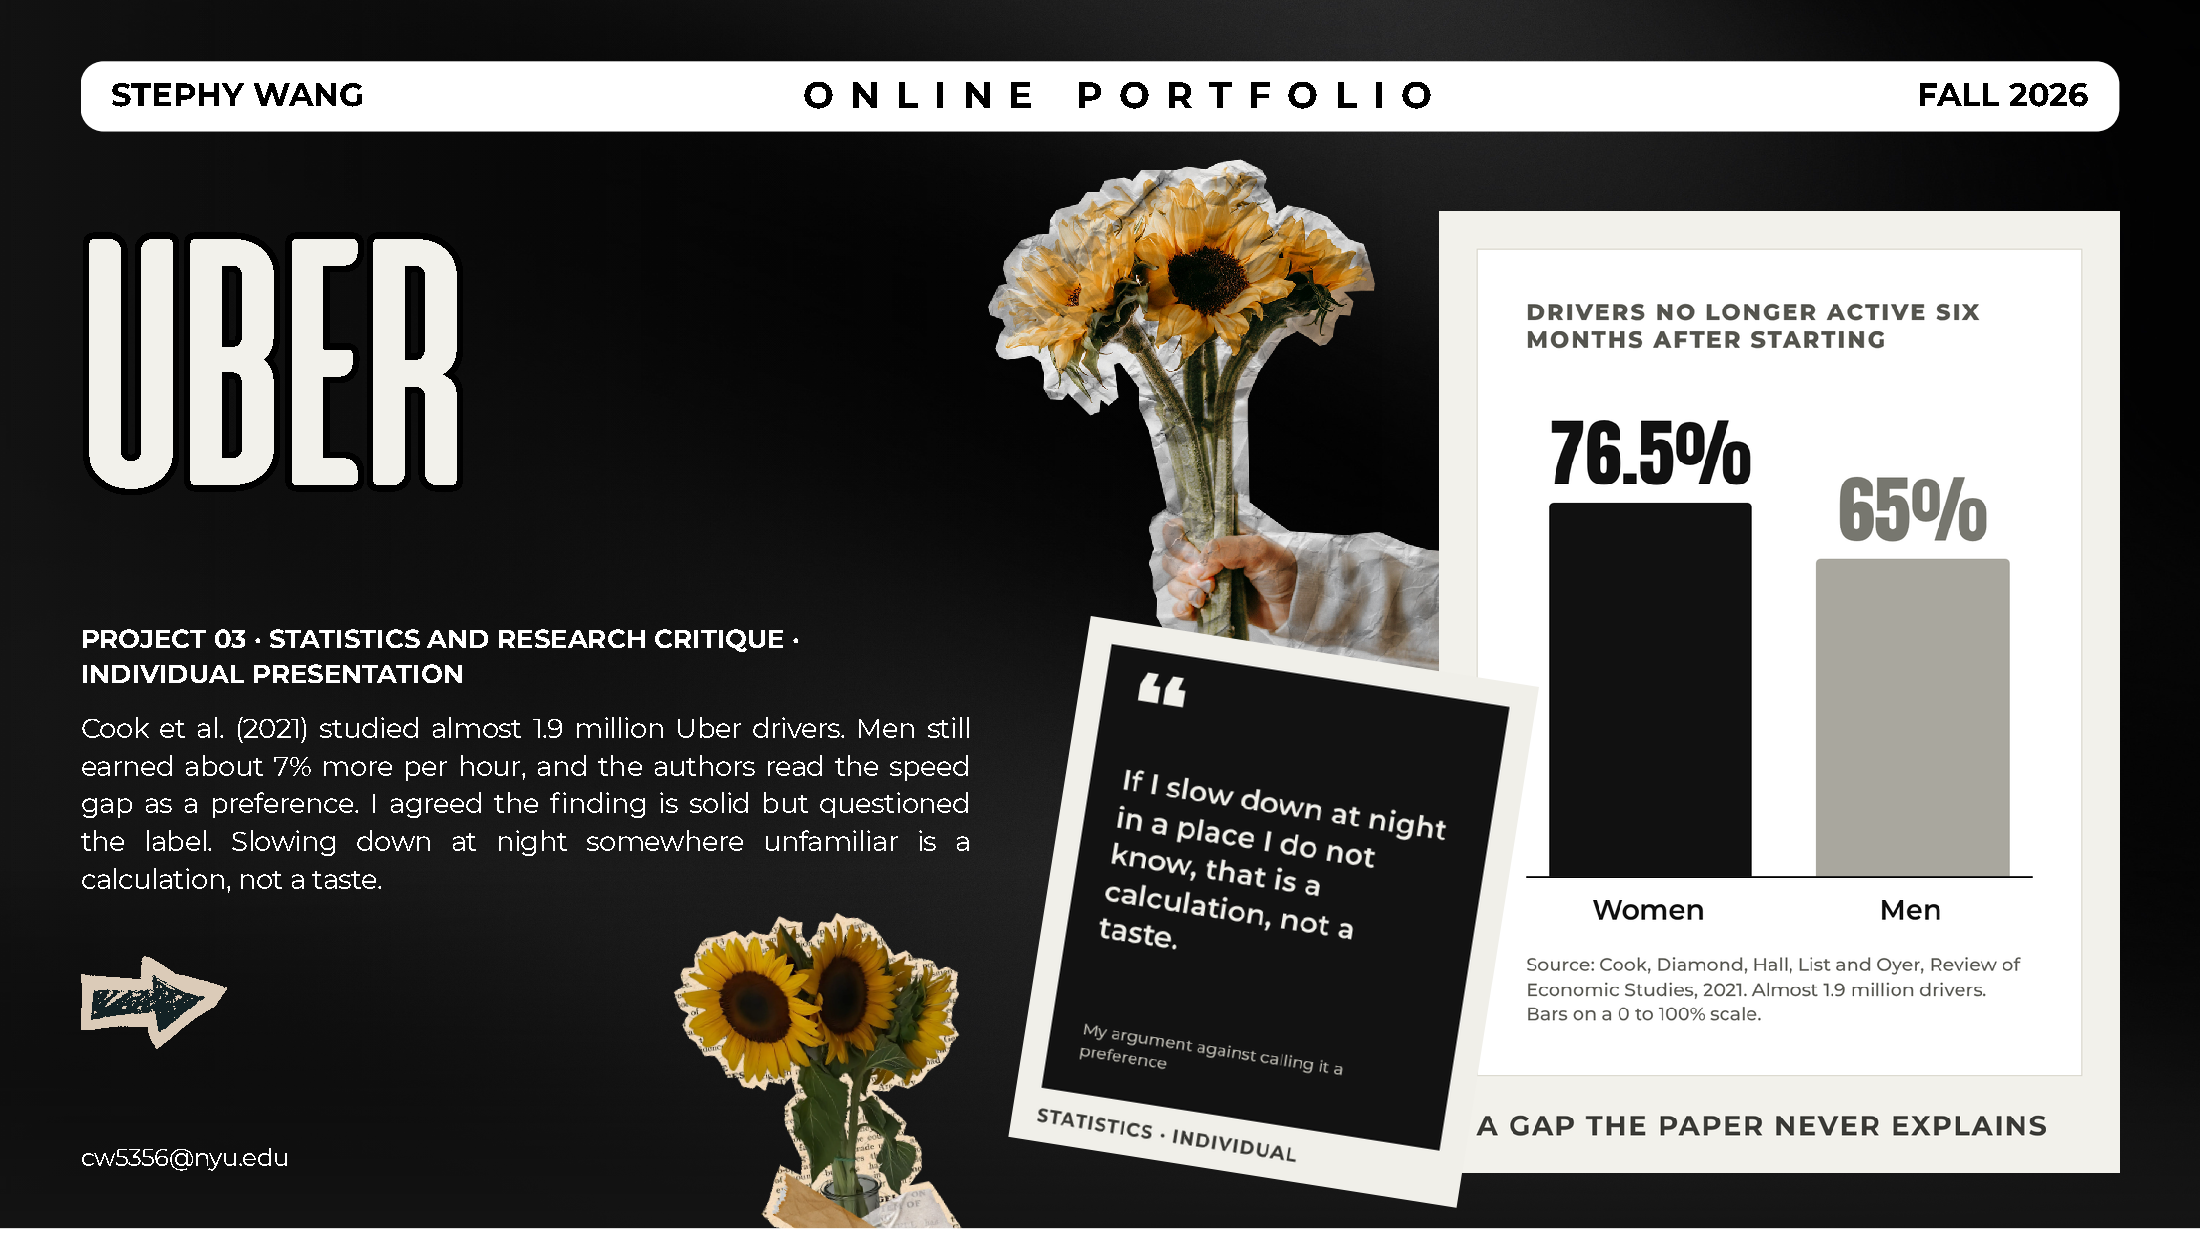 STEPHY WANG
ONLINE PORTFOLIO
FALL 2026
UBER
PROJECT 03 · STATISTICS AND RESEARCH CRITIQUE ·
INDIVIDUAL PRESENTATION
Cook et al. (2021) studied almost 1.9 million Uber drivers. Men still
earned about 7% more per hour, and the authors read the speed
gap as a preference. I agreed the finding is solid but questioned
the label. Slowing down at night somewhere unfamiliar is a
calculation, not a taste.
cw5356@nyu.edu
“
If I slow down at night
in a place I do not
know, that is a
calculation, not a
taste.
My argument against calling it a
preference
STATISTICS · INDIVIDUAL
DRIVERS NO LONGER ACTIVE SIX
MONTHS AFTER STARTING
76.5%
65%
Women
Men
Source: Cook, Diamond, Hall, List and Oyer, Review of
Economic Studies, 2021. Almost 1.9 million drivers.
Bars on a 0 to 100% scale.
A GAP THE PAPER NEVER EXPLAINS